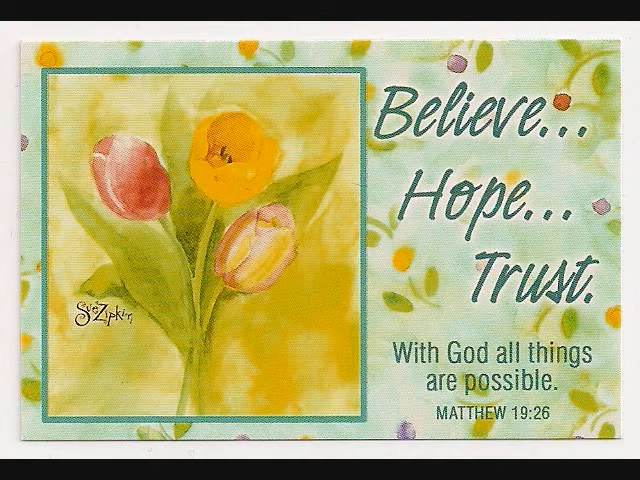 Believe...
Hope...
Trust.
With God all things
are possible.
MATTHEW 19:26
Sue Zipkin